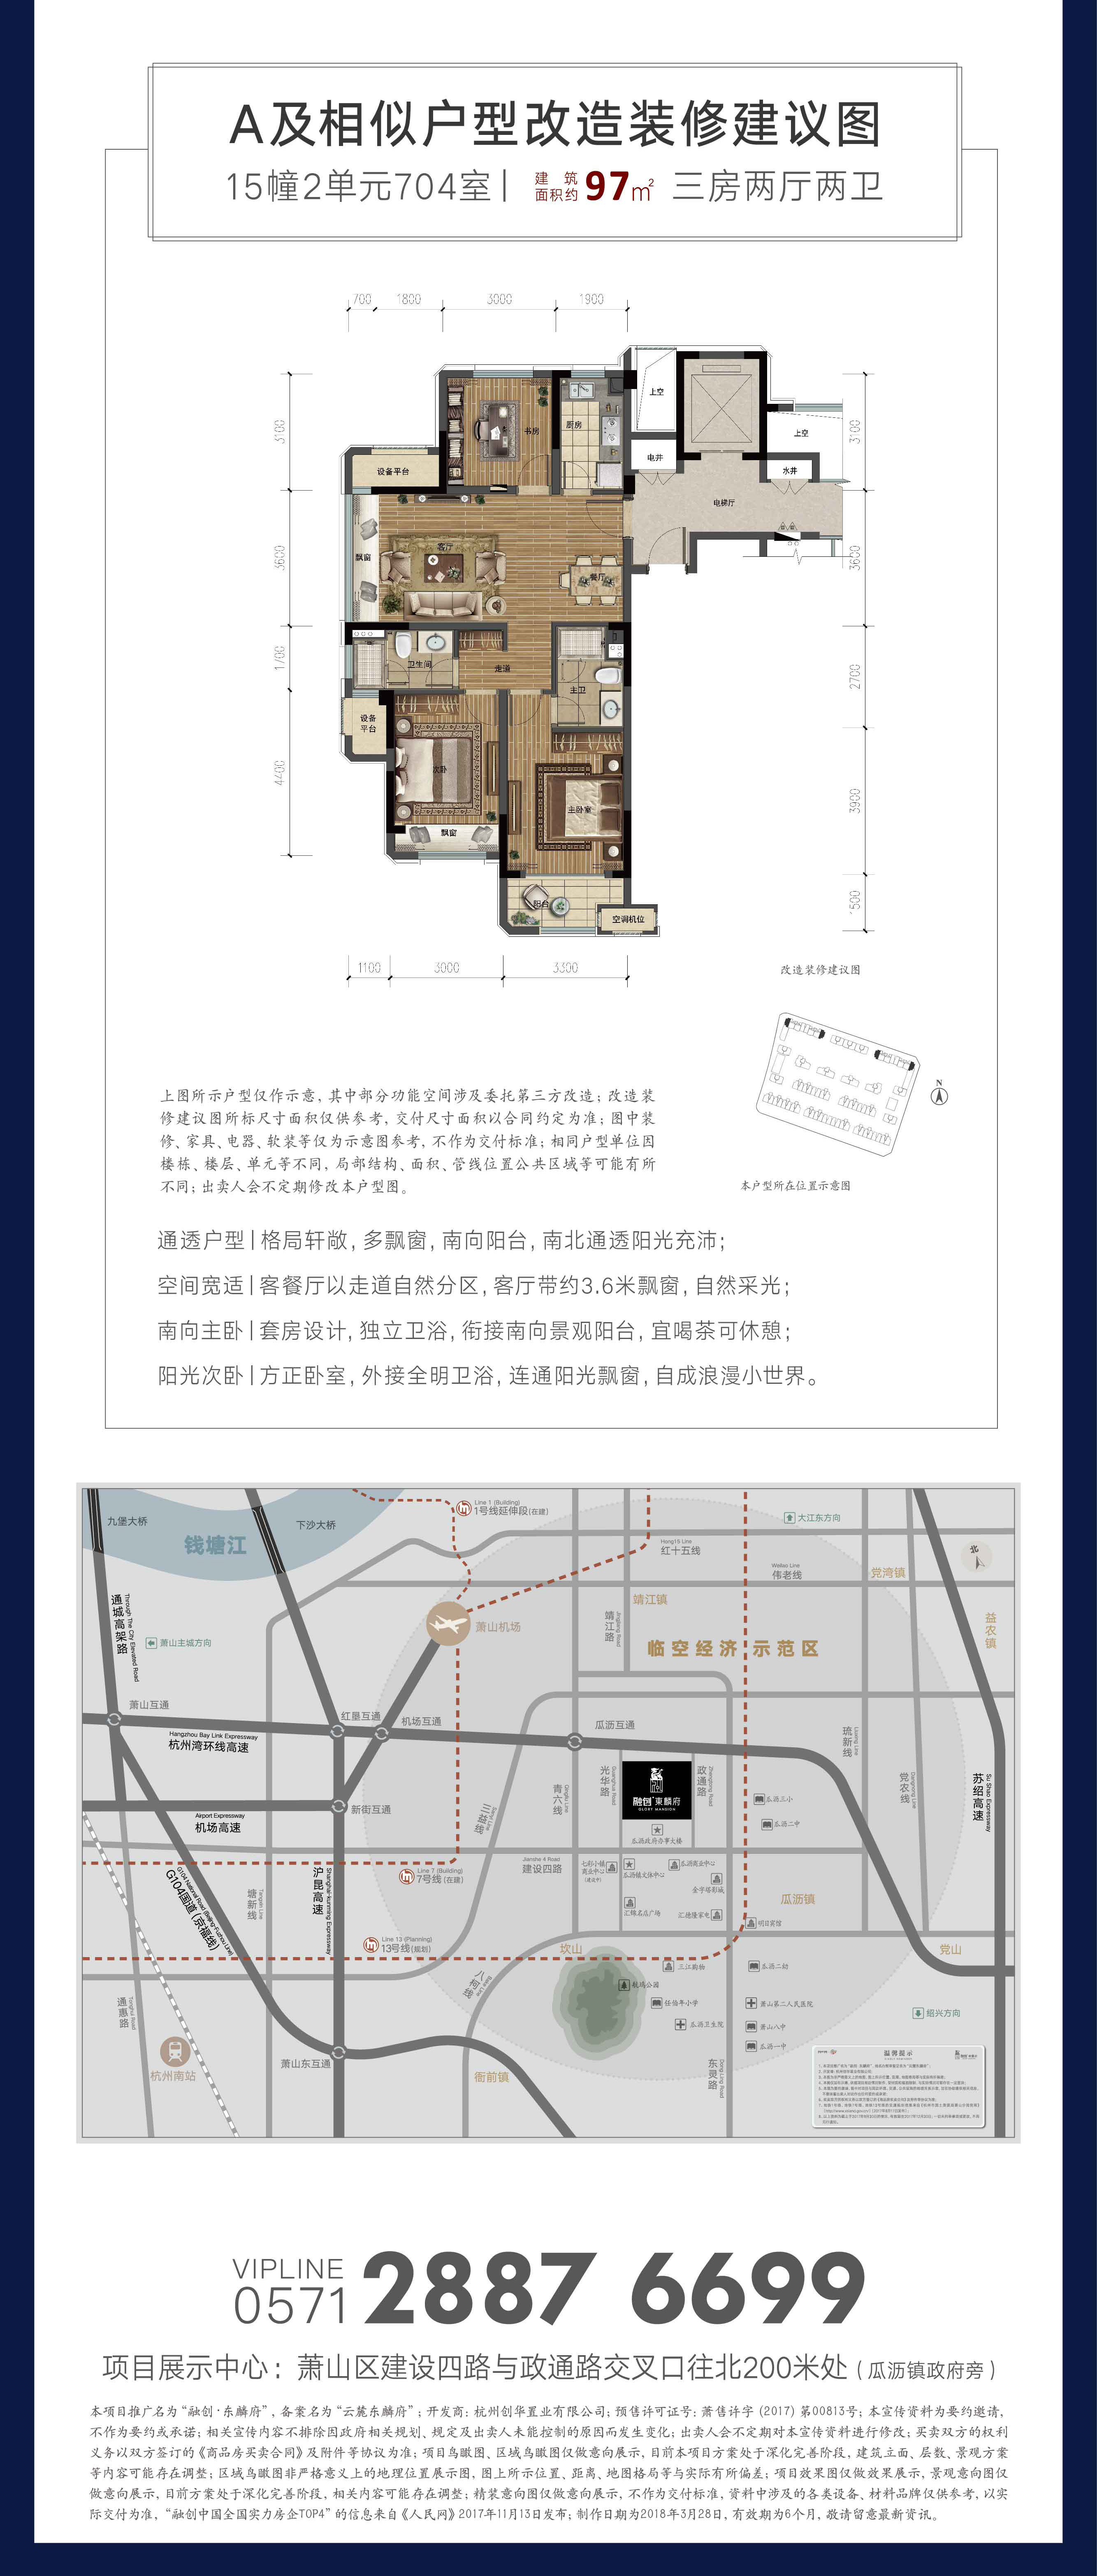 A及相似户型改造装修建议图
15幢2单元704室| 建筑面积约97㎡ 三房两厅两卫
700 1800 3000 1900
3100
3600
1700
4400
3100
3600
2700
3900
1500
1100 3000 3300
上空
上空
书房
厨房
电井
水井
设备平台
电梯厅
飘窗
客厅
餐厅
卫生间
走道
主卫
设备平台
次卧
飘窗
主卧室
阳台
空调机位
改造装修建议图
N
本户型所在位置示意图
上图所示户型仅作示意，其中部分功能空间涉及委托第三方改造；改造装
修建议图所标尺寸面积仅供参考，交付尺寸面积以合同约定为准；图中装
修、家具、电器、软装等仅为示意图参考，不作为交付标准；相同户型单位因
楼栋、楼层、单元等不同，局部结构、面积、管线位置公共区域等可能有所
不同；出卖人会不定期修改本户型图。
通透户型|格局轩敞，多飘窗，南向阳台，南北通透阳光充沛；
空间宽适|客餐厅以走道自然分区，客厅带约3.6米飘窗，自然采光；
南向主卧|套房设计，独立卫浴，衔接南向景观阳台，宜喝茶可休憩；
阳光次卧|方正卧室，外接全明卫浴，连通阳光飘窗，自成浪漫小世界。
九堡大桥
钱塘江
下沙大桥
Line 1 (Building)
1号线延伸段(在建)
大江东方向
Hong15 Line
红十五线
Weilao Line
伟老线
党湾镇
北
通城高架路
Through The City Elevated Road
萧山主城方向
萧山机场
靖江镇
靖江路
Jingjiang Road
临空经济示范区
益农镇
萧山互通
红垦互通
机场互通
瓜沥互通
Hangzhou Bay Link Expressway
杭州湾环线高速
新街互通
Airport Expressway
机场高速
三益线
青六线
Qingliu Line
光华路
Guanghua Road
融创·東麟府
GLORY MANSION
政通路
Zhengtong Road
瓜沥三小
瓜沥二中
琉新线
党农线
Dangnong Line
苏绍高速
Su Shao Expressway
瓜沥政府办事大楼
G104国道(京福线)
G104 National Road (Beijing-Fuzhou Line)
塘新线
Tangxin Line
沪昆高速
Shanghai-kunming Expressway
Line 7 (Building)
7号线(在建)
Jianshe 4 Road
建设四路
七彩小镇商业中心
瓜沥镇文体中心
瓜沥商业中心
金宇塔影城
汇蝶名店广场
汇德隆家电
瓜沥镇
明日宾馆
Line 13 (Planning)
13号线(规划)
坎山
党山
三江购物
瓜沥二幼
航坞公园
任伯年小学
萧山第二人民医院
瓜沥卫生院
萧山八中
瓜沥一中
绍兴方向
通惠路
Tonghui Road
杭州南站
萧山东互通
八柯线
衙前镇
东灵路
Dong Ling Road
温馨提示
VIPLINE
0571 2887 6699
项目展示中心：萧山区建设四路与政通路交叉口往北200米处（瓜沥镇政府旁）
本项目推广名为“融创·东麟府”，备案名为“云麓东麟府”；开发商：杭州创华置业有限公司；预售许可证号：萧售许字（2017）第00813号；本宣传资料为要约邀请，
不作为要约或承诺；相关宣传内容不排除因政府相关规划、规定及出卖人未能控制的原因而发生变化；出卖人会不定期对本宣传资料进行修改；买卖双方的权利
义务以双方签订的《商品房买卖合同》及附件等协议为准；项目鸟瞰图、区域鸟瞰图仅做意向展示，目前本项目方案处于深化完善阶段，建筑立面、层数、景观方案
等内容可能存在调整；区域鸟瞰图非严格意义上的地理位置展示图，图上所示位置、距离、地图格局等与实际有所偏差；项目效果图仅做效果展示，景观意向图仅
做意向展示，目前方案处于深化完善阶段，相关内容可能存在调整；精装意向图仅做意向展示，不作为交付标准，资料中涉及的各类设备、材料品牌仅供参考，以实
际交付为准，“融创中国全国实力房企TOP4”的信息来自《人民网》2017年11月13日发布；制作日期为2018年3月28日，有效期为6个月，敬请留意最新资讯。